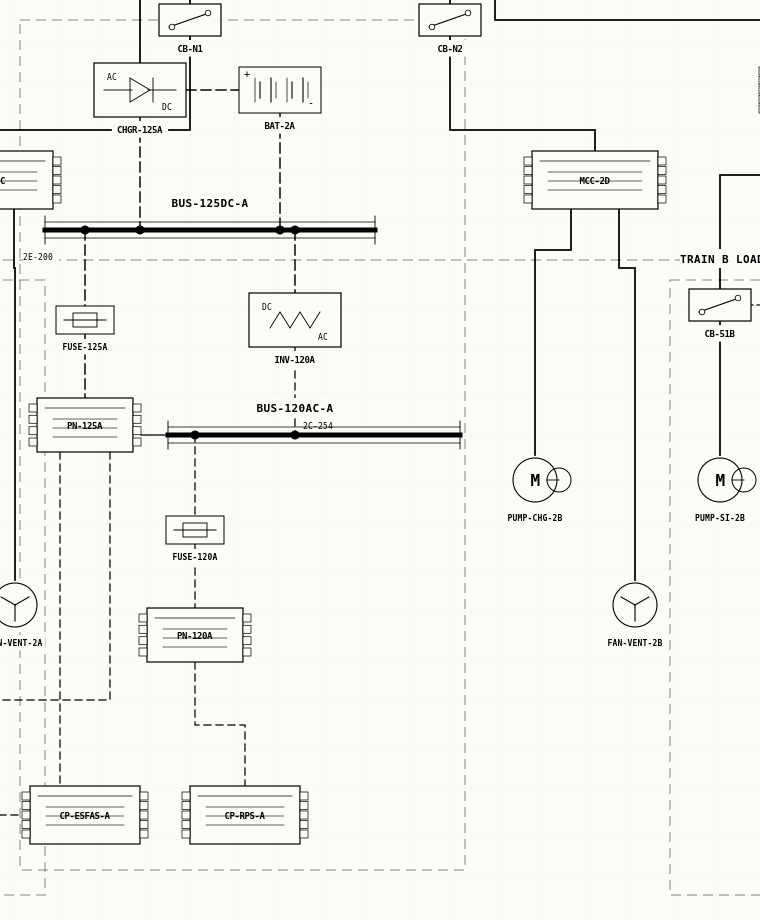 CB-N1
CB-N2
AC
DC
+
-
CHGR-125A
BAT-2A
C
MCC-2D
BUS-125DC-A
2E-200
TRAIN B LOAD
DC
AC
FUSE-125A
INV-120A
CB-51B
BUS-120AC-A
PN-125A
2C-254
M
M
PUMP-CHG-2B
PUMP-SI-2B
FUSE-120A
PN-120A
N-VENT-2A
FAN-VENT-2B
CP-ESFAS-A
CP-RPS-A